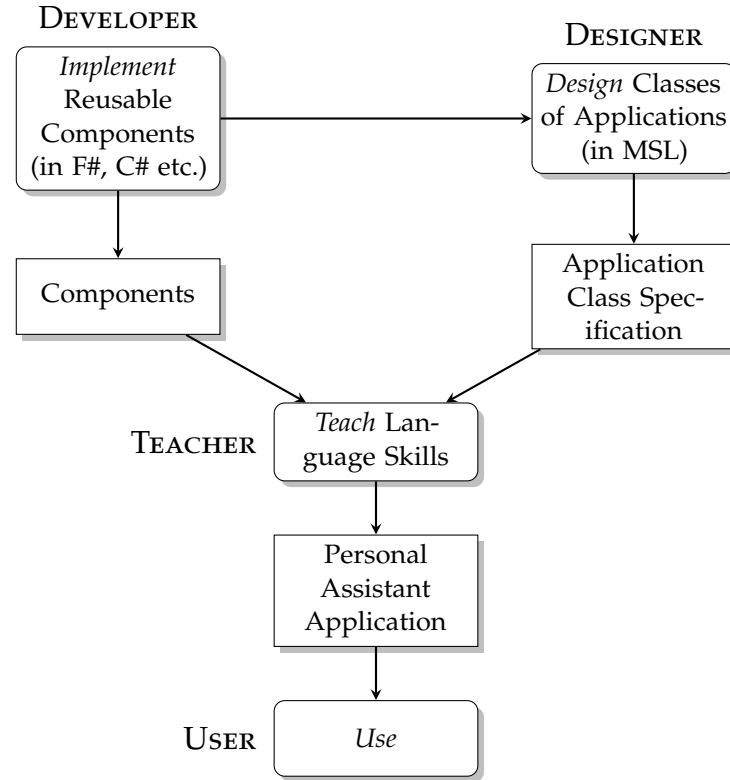 DEVELOPER
Implement
Reusable
Components
(in F#, C# etc.)
DESIGNER
Design Classes
of Applications
(in MSL)
Components
Application
Class Spec-
ification
TEACHER
Teach Lan-
guage Skills
Personal
Assistant
Application
USER
Use